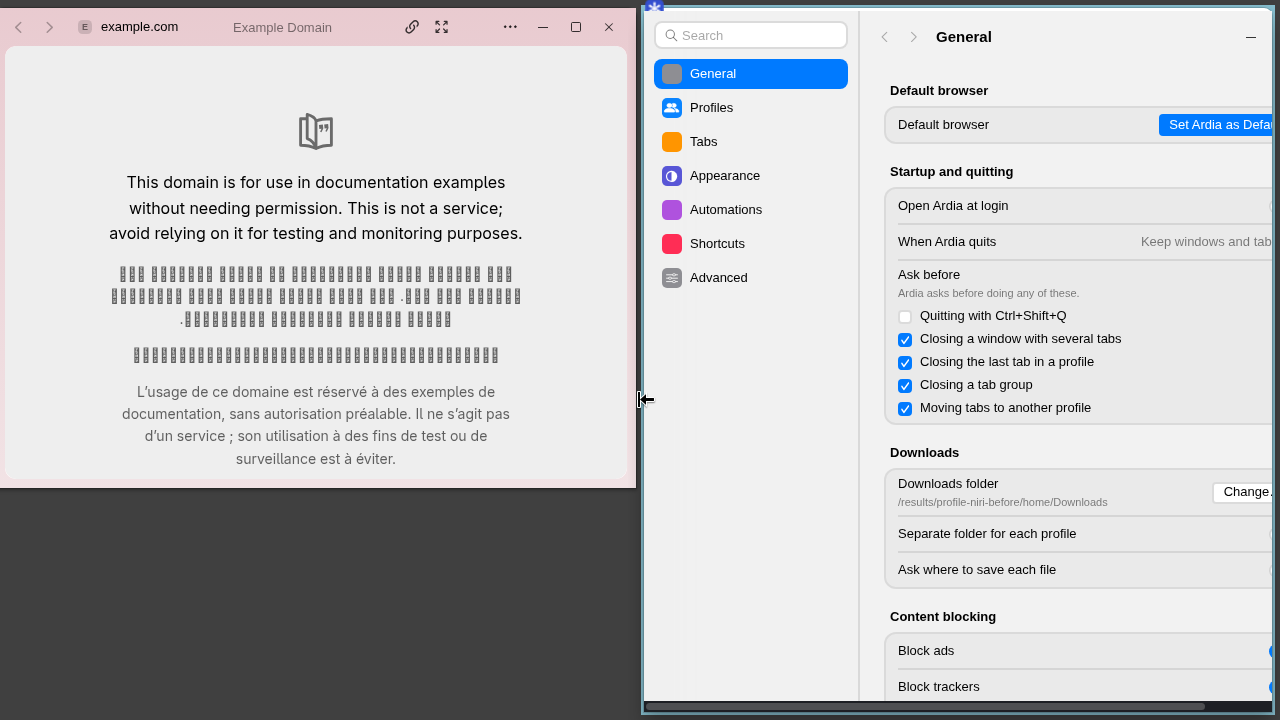 E example.com
Example Domain
This domain is for use in documentation examples
without needing permission. This is not a service;
avoid relying on it for testing and monitoring purposes.
L'usage de ce domaine est réservé à des exemples de
documentation, sans autorisation préalable. Il ne s'agit pas
d'un service ; son utilisation à des fins de test ou de
surveillance est à éviter.
Search
General
Profiles
Tabs
Appearance
Automations
Shortcuts
Advanced
General
Default browser
Default browser
Set Ardia as Defau
Startup and quitting
Open Ardia at login
When Ardia quits
Keep windows and tab
Ask before
Ardia asks before doing any of these.
Quitting with Ctrl+Shift+Q
Closing a window with several tabs
Closing the last tab in a profile
Closing a tab group
Moving tabs to another profile
Downloads
Downloads folder
Change.
/results/profile-niri-before/home/Downloads
Separate folder for each profile
Ask where to save each file
Content blocking
Block ads
Block trackers